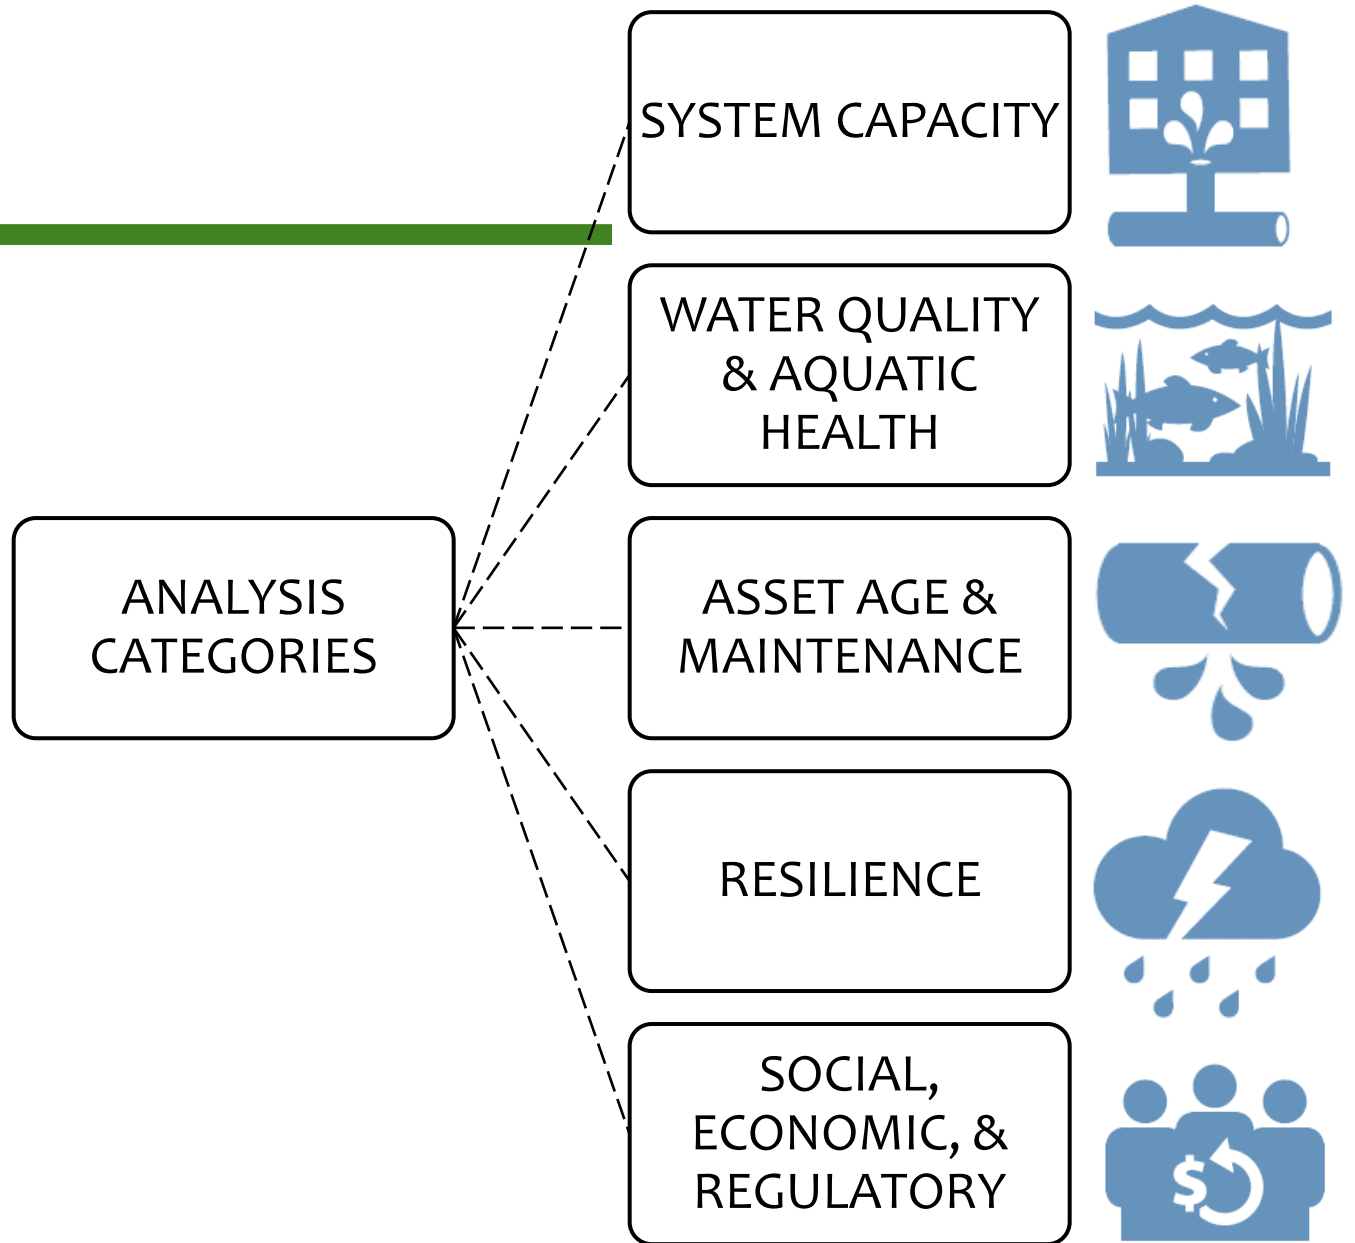 SYSTEM CAPACITY
WATER QUALITY
& AQUATIC
HEALTH
ANALYSIS
CATEGORIES
ASSET AGE &
MAINTENANCE
RESILIENCE
SOCIAL,
ECONOMIC, &
REGULATORY
$